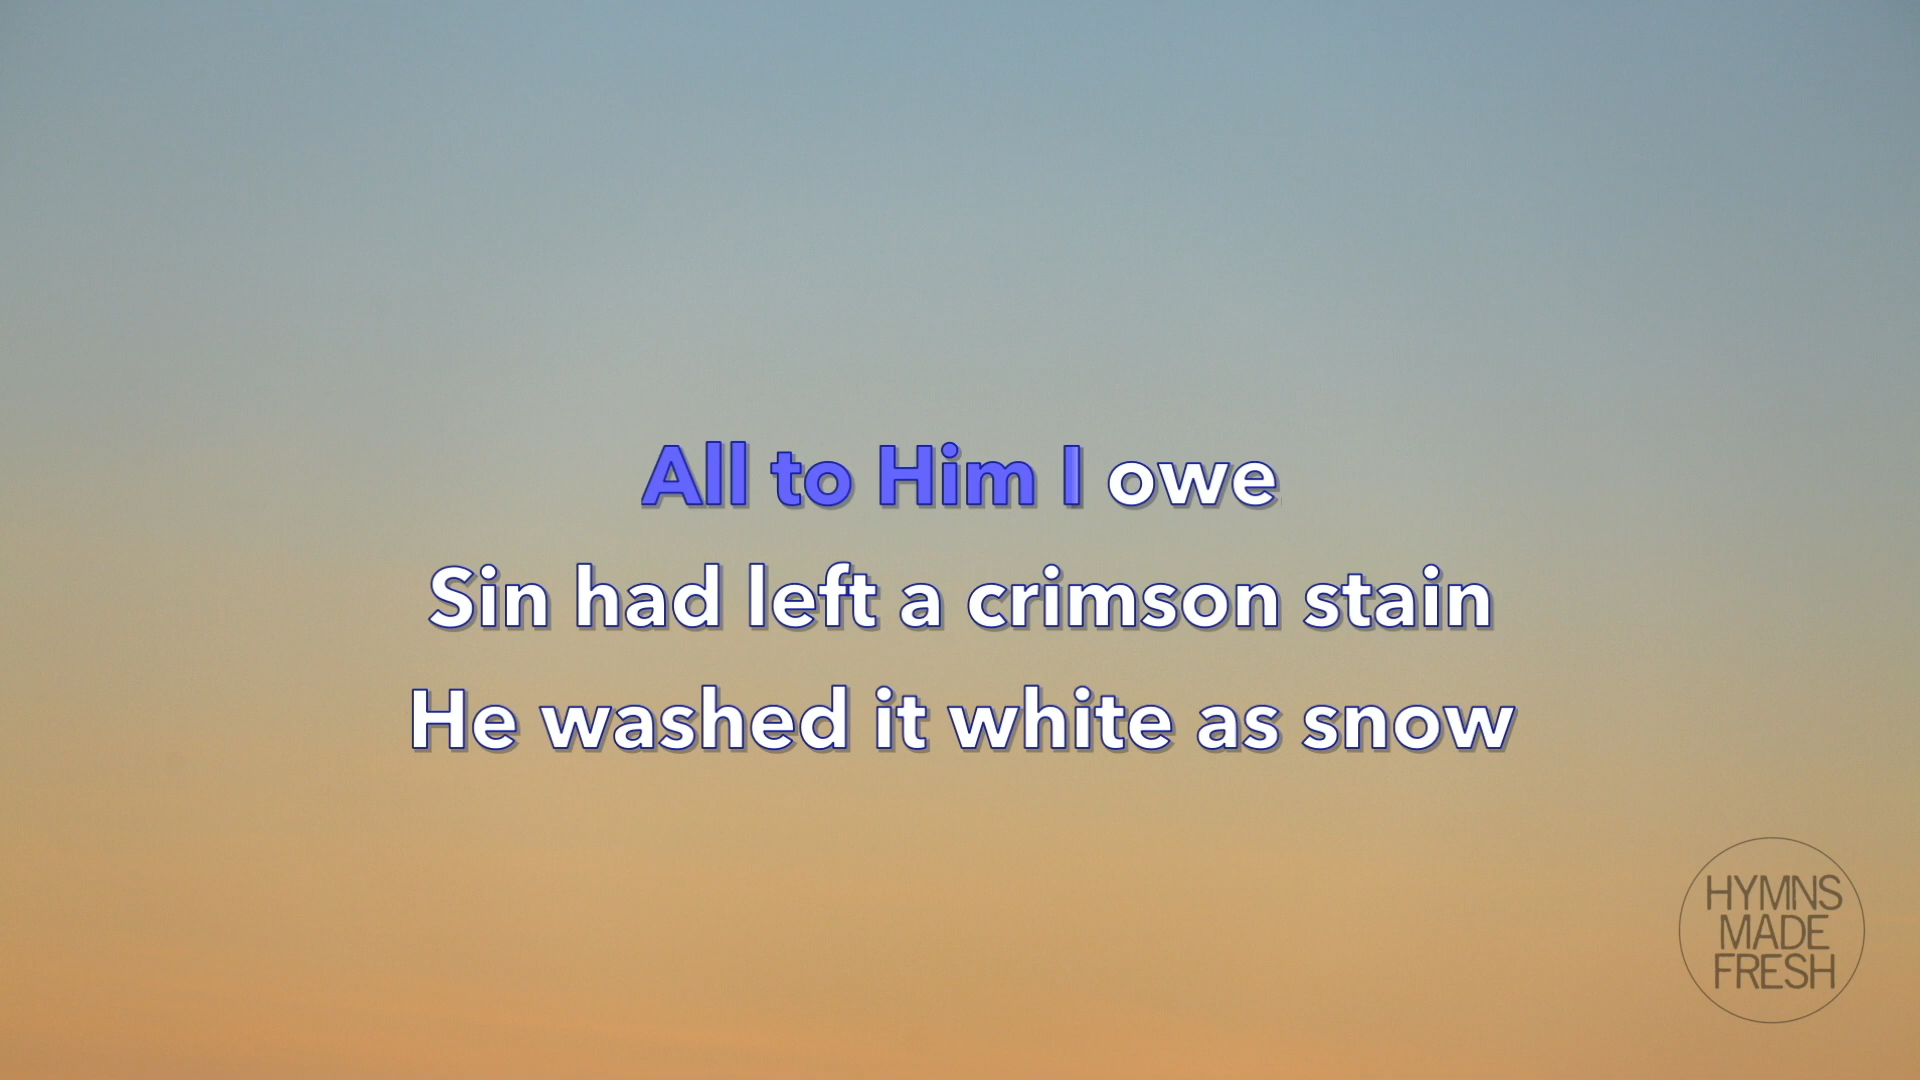 All to Him I owe
Sin had left a crimson stain
He washed it white as snow
HYMNS
MADE
FRESH